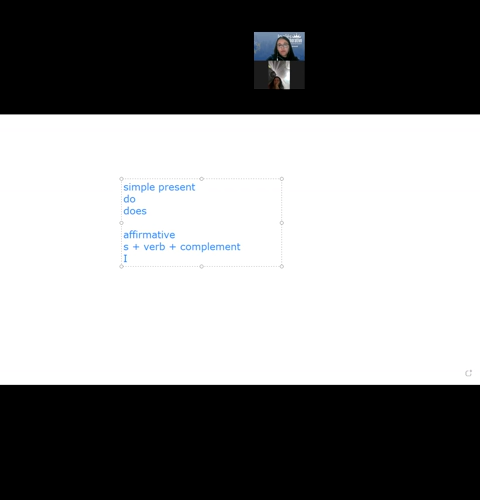 simple present
do
does
affirmative
s + verb + complement
I